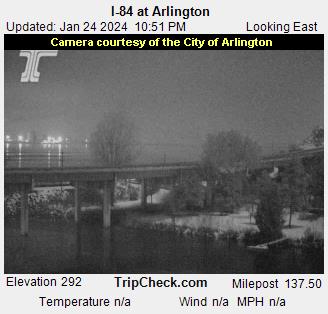 I-84 at Arlington
Updated: Jan 24 2024 10:51 PM Looking East
Camera courtesy of the City of Arlington
Elevation 292 TripCheck.com Milepost 137.50
Temperature n/a Wind n/a MPH n/a